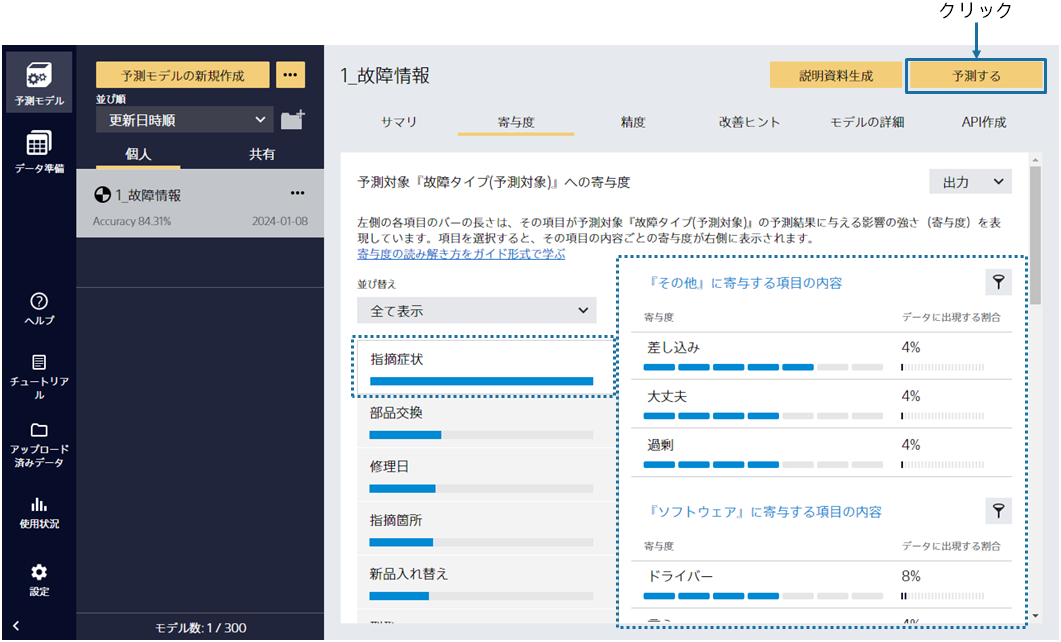 クリック
予測モデル
データ準備
ヘルプ
チュートリア
ル
アップロード
済みデータ
使用状況
設定
予測モデルの新規作成
並び順
更新日時順
個人
共有
1_故障情報
Accuracy 84.31%
2024-01-08
モデル数: 1 / 300
1_故障情報
説明資料生成
予測する
サマリ
寄与度
精度
改善ヒント
モデルの詳細
API作成
予測対象『故障タイプ(予測対象)』への寄与度
出力
左側の各項目のバーの長さは、その項目が予測対象『故障タイプ(予測対象)』の予測結果に与える影響の強さ（寄与度）を表
現しています。項目を選択すると、その項目の内容ごとの寄与度が右側に表示されます。
寄与度の読み解き方をガイド形式で学ぶ
並び替え
全て表示
指摘症状
部品交換
修理日
指摘箇所
新品入れ替え
『その他』に寄与する項目の内容
寄与度
データに出現する割合
差し込み
4%
大丈夫
4%
過剰
4%
『ソフトウェア』に寄与する項目の内容
寄与度
データに出現する割合
ドライバー
8%